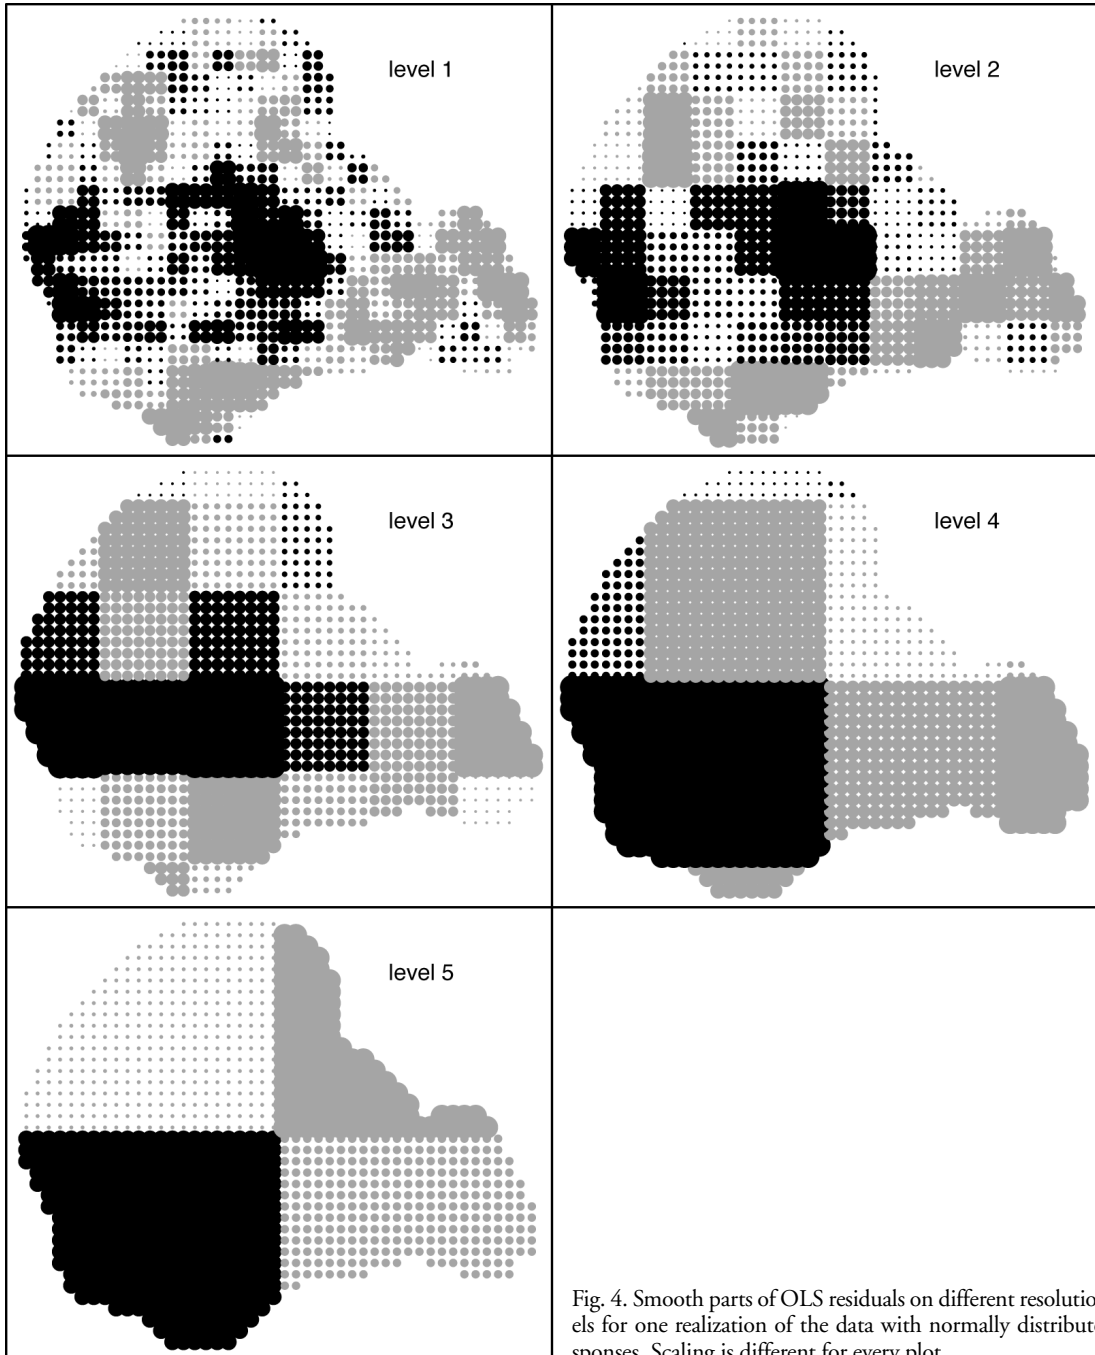 level 1
level 2
level 3
level 4
level 5
Fig. 4. Smooth parts of OLS residuals on different resolutio
els for one realization of the data with normally distribut
sponses. Scaling is different for every plot